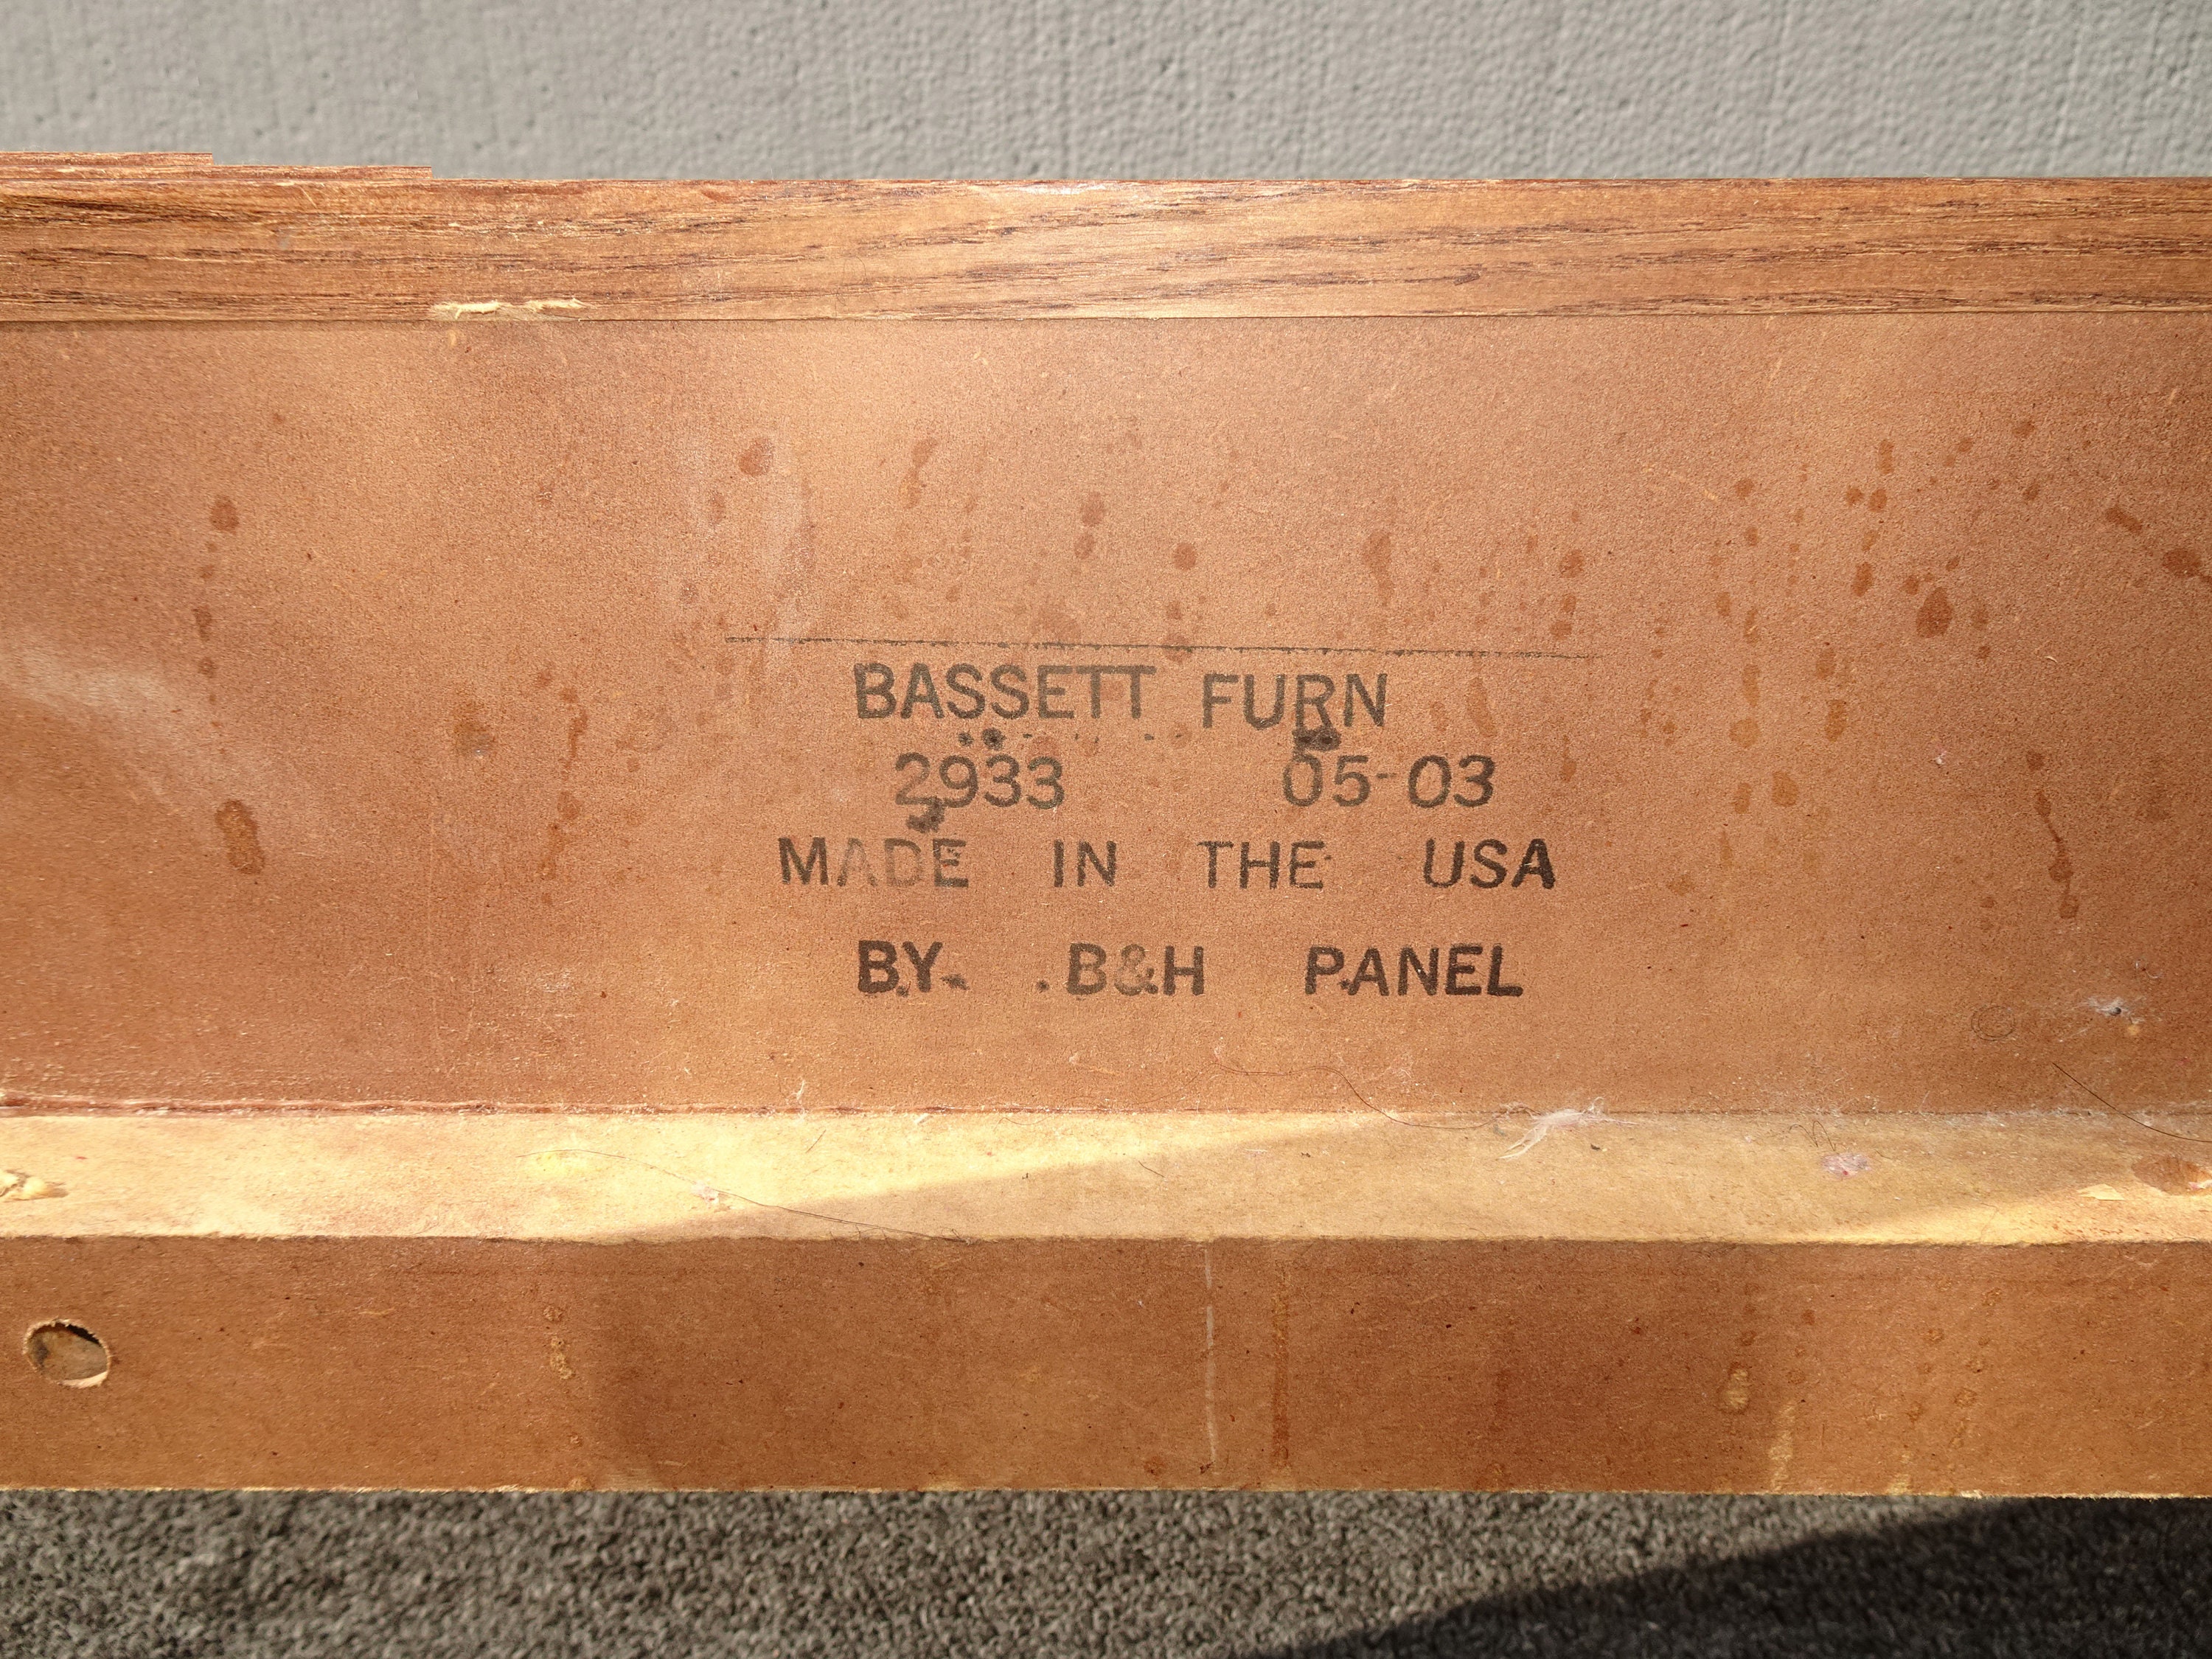 BASSETT FURN
2933 05-03
MADE IN THE USA
BY B&H PANEL